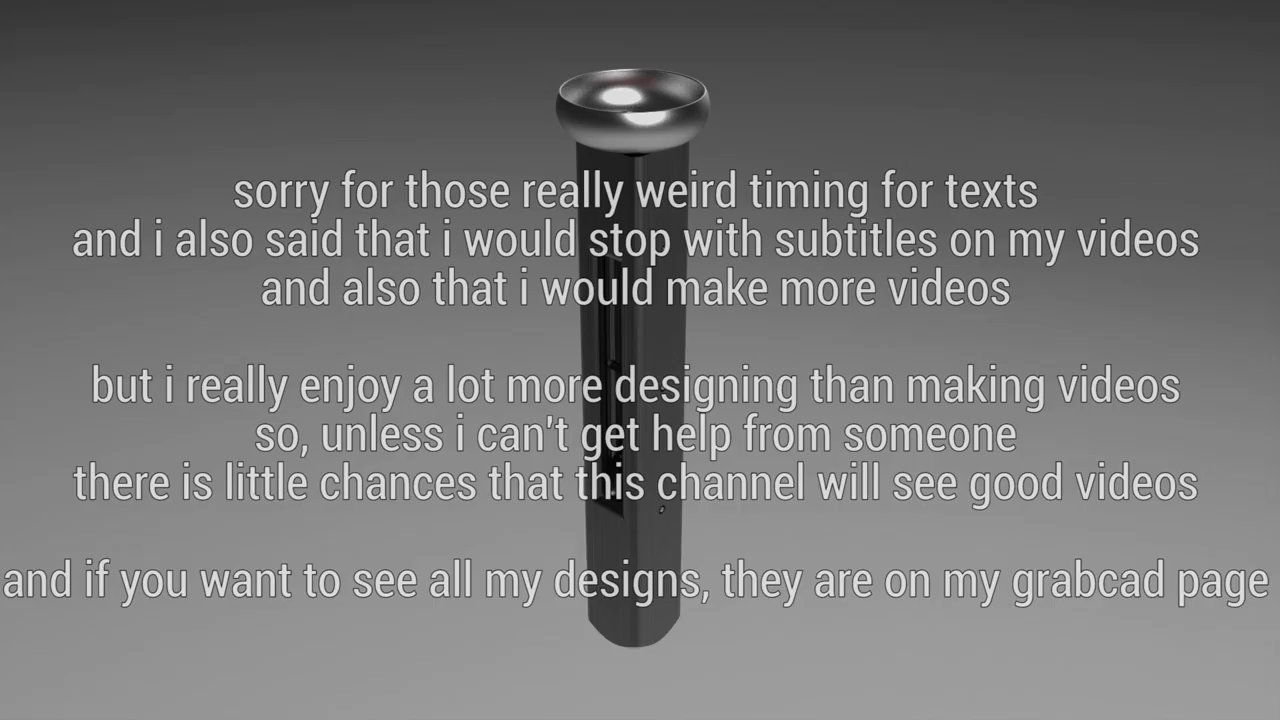 sorry for those really weird timing for texts
and i also said that i would stop with subtitles on my videos
and also that i would make more videos
but i really enjoy a lot more designing than making videos
so, unless i can't get help from someone
there is little chances that this channel will see good videos
and if you want to see all my designs, they are on my grabcad page